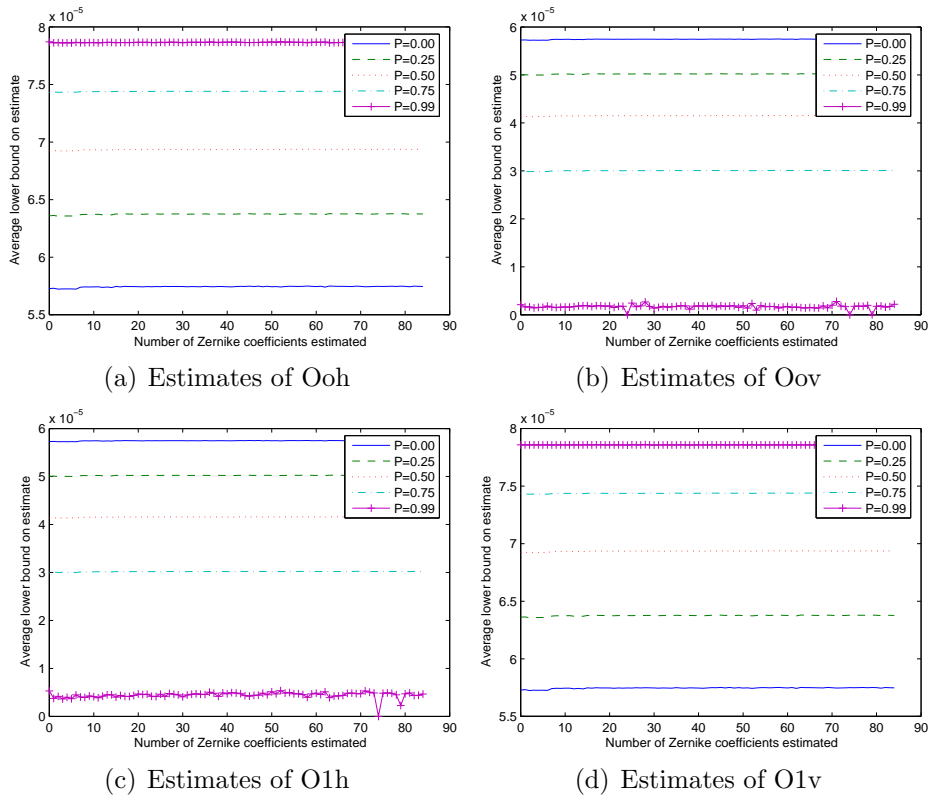 x 10⁻⁵
8
7.5
7
6.5
6
5.5
Average lower bound on estimate
0 10 20 30 40 50 60 70 80 90
Number of Zernike coefficients estimated
P=0.00
P=0.25
P=0.50
P=0.75
P=0.99
(a) Estimates of Ooh
x 10⁻⁵
6
5
4
3
2
1
0
Average lower bound on estimate
0 10 20 30 40 50 60 70 80 90
Number of Zernike coefficients estimated
P=0.00
P=0.25
P=0.50
P=0.75
P=0.99
(b) Estimates of Oov
x 10⁻⁵
6
5
4
3
2
1
0
Average lower bound on estimate
0 10 20 30 40 50 60 70 80 90
Number of Zernike coefficients estimated
P=0.00
P=0.25
P=0.50
P=0.75
P=0.99
(c) Estimates of O1h
x 10⁻⁵
8
7.5
7
6.5
6
5.5
Average lower bound on estimate
0 10 20 30 40 50 60 70 80 90
Number of Zernike coefficients estimated
P=0.00
P=0.25
P=0.50
P=0.75
P=0.99
(d) Estimates of O1v